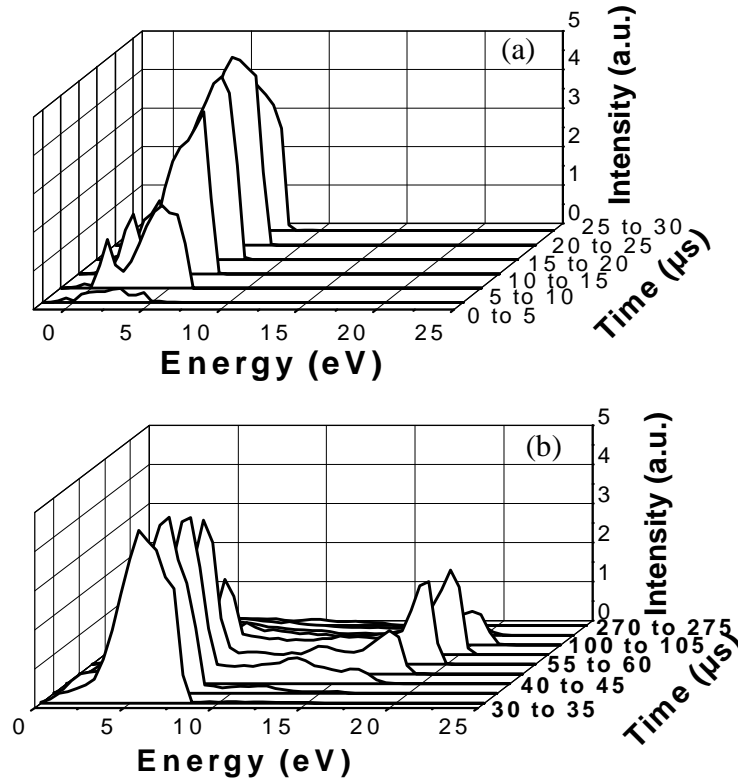 (a)
5
4
3
2
1
0
Intensity (a.u.)
25 to 30
20 to 25
15 to 20
10 to 15
5 to 10
0 to 5
Time (µs)
0 5 10 15 20 25
Energy (eV)
(b)
5
4
3
2
1
0
Intensity (a.u.)
270 to 275
100 to 105
55 to 60
40 to 45
30 to 35
Time (µs)
0 5 10 15 20 25
Energy (eV)